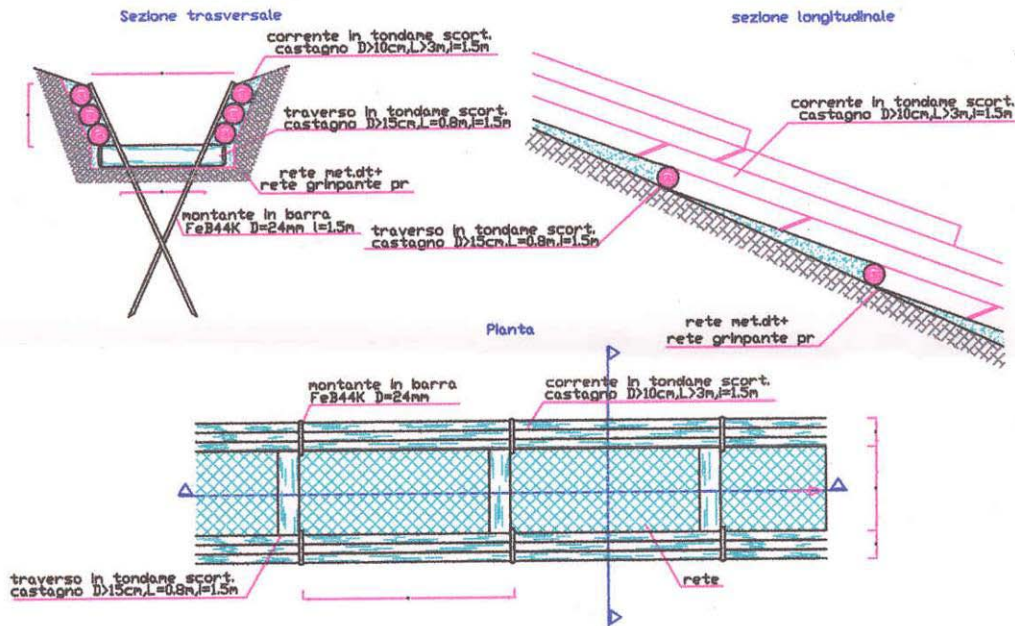 Sezione trasversale
corrente in tondame scort.
castagno D>10cm,L>3m,i=1.5m
traverso in tondame scort.
castagno D>15cm,L=0.8m,i=1.5m
rete met.dt+
rete grinpante pr
montante in barra
FeB44K D=24mm l=1.5m
sezione longitudinale
corrente in tondame scort.
castagno D>10cm,L>3m,i=1.5m
traverso in tondame scort.
castagno D>15cm,L=0.8m,i=1.5m
rete met.dt+
rete grinpante pr
Pianta
montante in barra
FeB44K D=24mm
corrente in tondame scort.
castagno D>10cm,L>3m,i=1.5m
traverso in tondame scort.
castagno D>15cm,L=0.8m,i=1.5m
rete